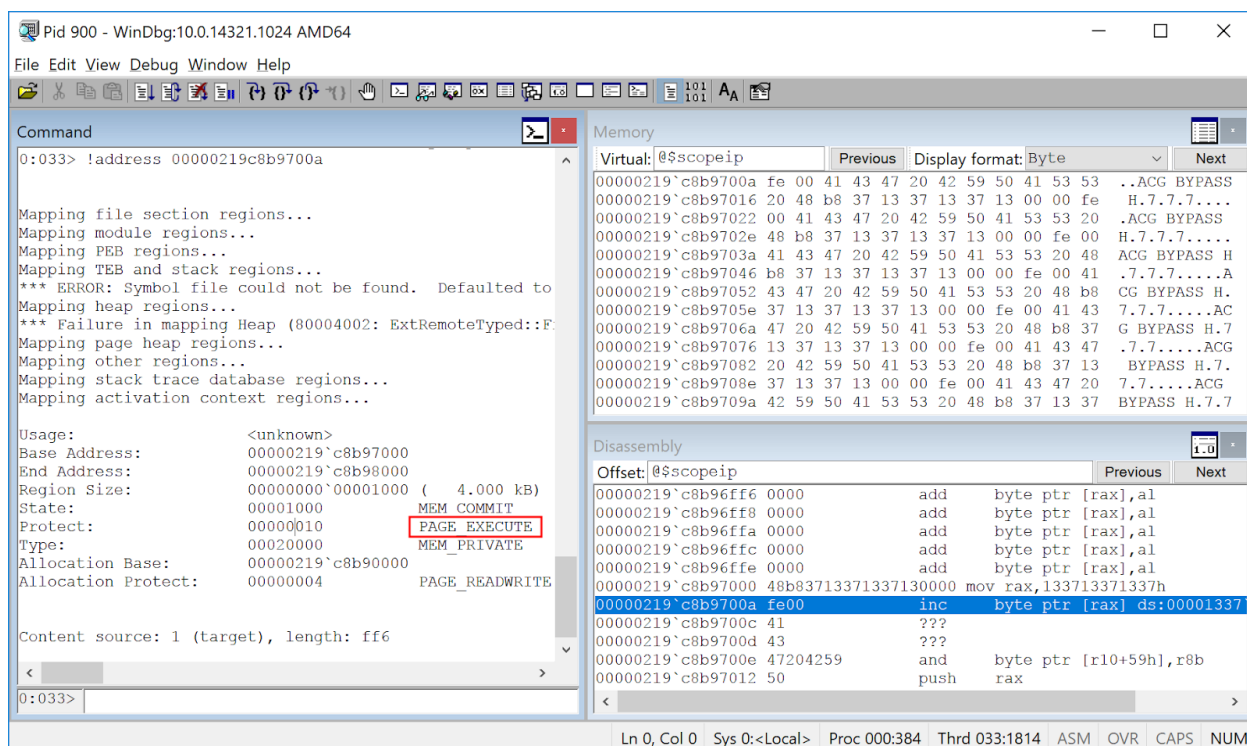 Pid 900 - WinDbg:10.0.14321.1024 AMD64
File Edit View Debug Window Help
Command
0:033> !address 00000219c8b9700a
Mapping file section regions...
Mapping module regions...
Mapping PEB regions...
Mapping TEB and stack regions...
*** ERROR: Symbol file could not be found.  Defaulted to
Mapping heap regions...
*** Failure in mapping Heap (80004002: ExtRemoteTyped::F
Mapping page heap regions...
Mapping other regions...
Mapping stack trace database regions...
Mapping activation context regions...
Usage: <unknown>
Base Address: 00000219`c8b97000
End Address: 00000219`c8b98000
Region Size: 00000000`00001000 (   4.000 kB)
State: 00001000 MEM_COMMIT
Protect: 00000010 PAGE_EXECUTE
Type: 00020000 MEM_PRIVATE
Allocation Base: 00000219`c8b90000
Allocation Protect: 00000004 PAGE_READWRITE
Content source: 1 (target), length: ff6
0:033>
Memory
Virtual: @$scopeip Previous Display format: Byte Next
00000219`c8b9700a fe 00 41 43 47 20 42 59 50 41 53 53 ..ACG BYPASS
00000219`c8b97016 20 48 b8 37 13 37 13 37 13 00 00 fe  H.7.7.7....
00000219`c8b97022 00 41 43 47 20 42 59 50 41 53 53 20 .ACG BYPASS
00000219`c8b9702e 48 b8 37 13 37 13 37 13 00 00 fe 00 H.7.7.7.....
00000219`c8b9703a 41 43 47 20 42 59 50 41 53 53 20 48 ACG BYPASS H
00000219`c8b97046 b8 37 13 37 13 37 13 00 00 fe 00 41 .7.7.7.....A
00000219`c8b97052 43 47 20 42 59 50 41 53 53 20 48 b8 CG BYPASS H.
00000219`c8b9705e 37 13 37 13 37 13 00 00 fe 00 41 43 7.7.7.....AC
00000219`c8b9706a 47 20 42 59 50 41 53 53 20 48 b8 37 G BYPASS H.7
00000219`c8b97076 13 37 13 37 13 00 00 fe 00 41 43 47 .7.7.....ACG
00000219`c8b97082 20 42 59 50 41 53 53 20 48 b8 37 13  BYPASS H.7.
00000219`c8b9708e 37 13 37 13 00 00 fe 00 41 43 47 20 7.7.....ACG
00000219`c8b9709a 42 59 50 41 53 53 20 48 b8 37 13 37 BYPASS H.7.7
Disassembly
Offset: @$scopeip Previous Next
00000219`c8b96ff6 0000 add byte ptr [rax],al
00000219`c8b96ff8 0000 add byte ptr [rax],al
00000219`c8b96ffa 0000 add byte ptr [rax],al
00000219`c8b96ffc 0000 add byte ptr [rax],al
00000219`c8b96ffe 0000 add byte ptr [rax],al
00000219`c8b97000 48b83713371337130000 mov rax,133713371337h
00000219`c8b9700a fe00 inc byte ptr [rax] ds:00001337
00000219`c8b9700c 41 ???
00000219`c8b9700d 43 ???
00000219`c8b9700e 47204259 and byte ptr [r10+59h],r8b
00000219`c8b97012 50 push rax
Ln 0, Col 0 Sys 0:<Local> Proc 000:384 Thrd 033:1814 ASM OVR CAPS NUM